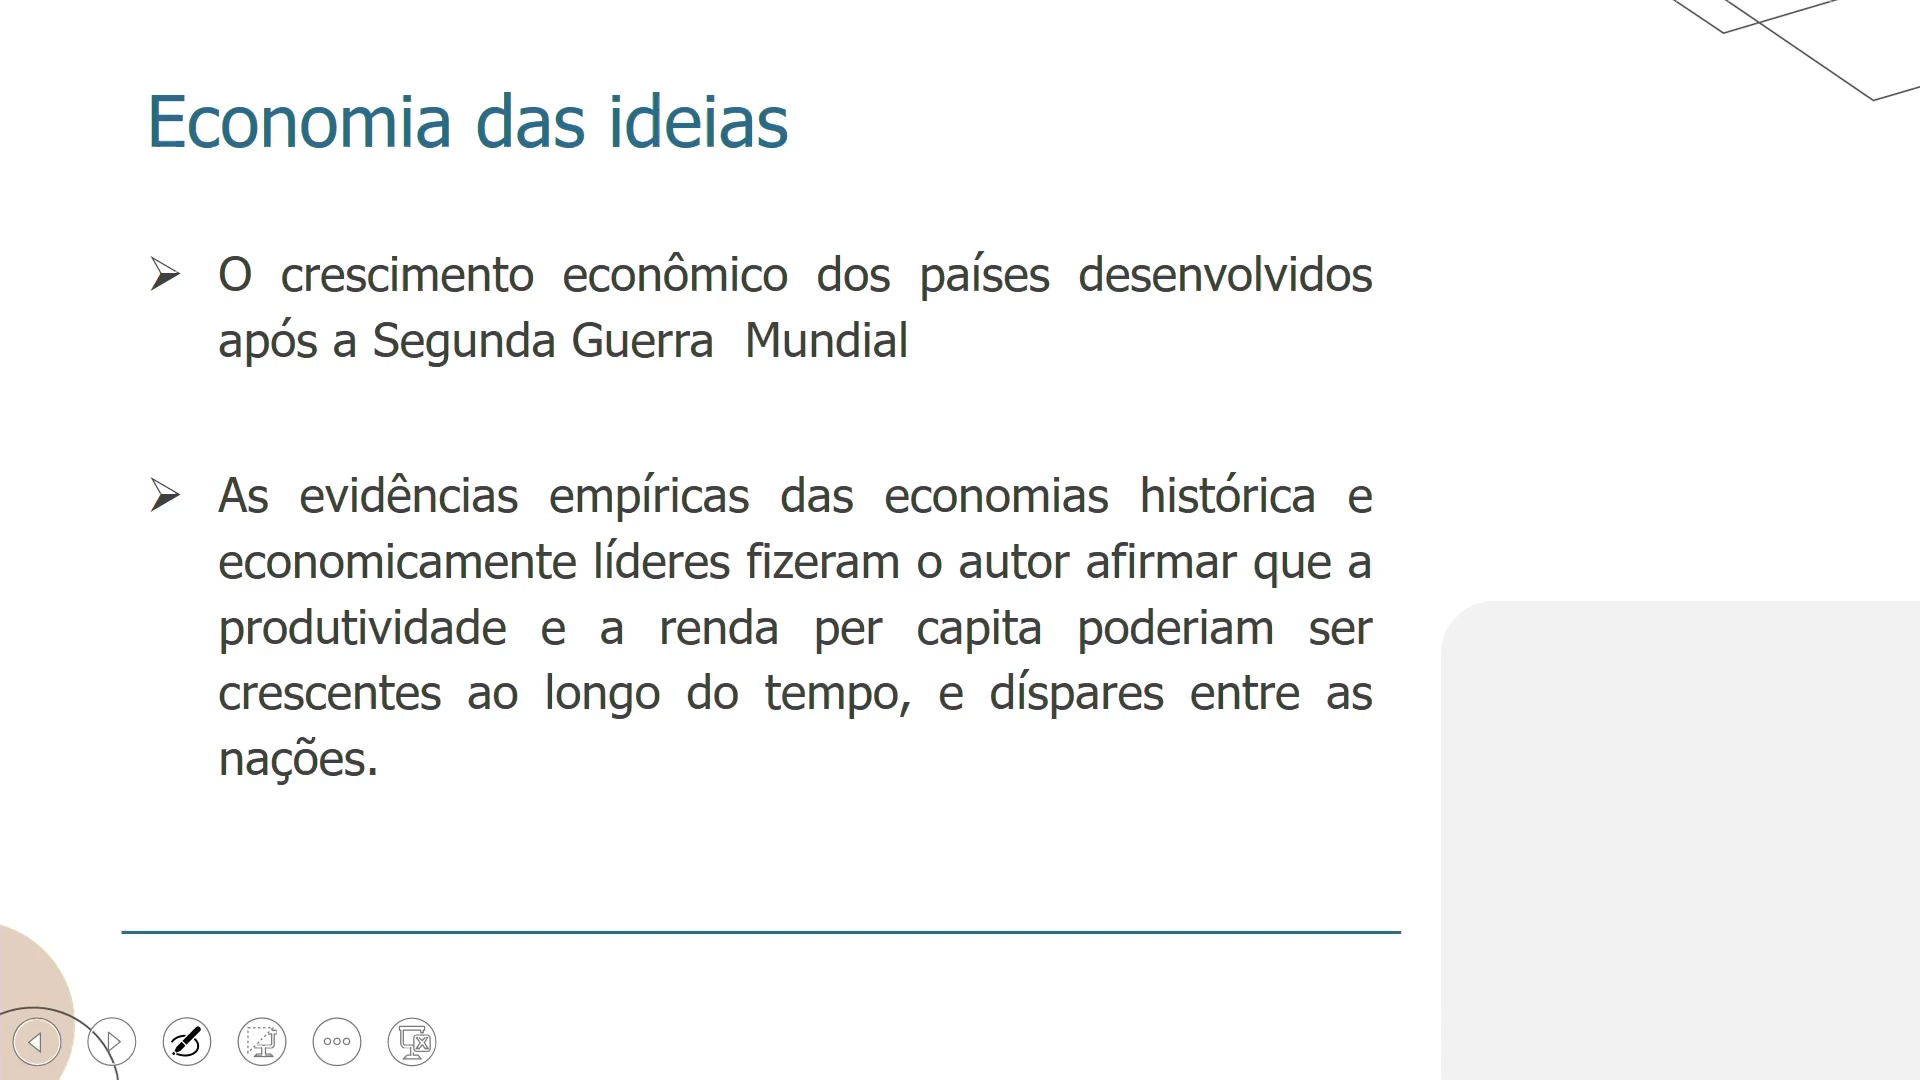 Economia das ideias
O crescimento econômico dos países desenvolvidos
após a Segunda Guerra  Mundial
As evidências empíricas das economias histórica e
economicamente líderes fizeram o autor afirmar que a
produtividade e a renda per capita poderiam ser
crescentes ao longo do tempo, e díspares entre as
nações.